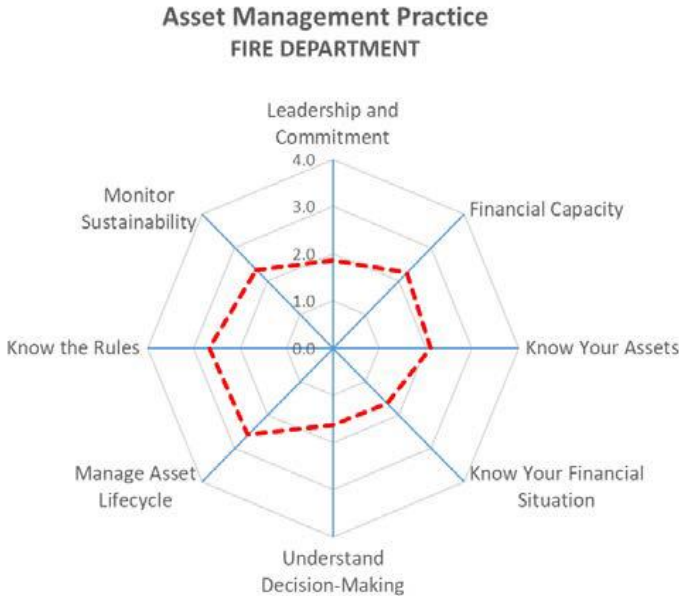 Asset Management Practice
FIRE DEPARTMENT
Leadership and
Commitment
4.0
3.0
2.0
1.0
0.0
Financial Capacity
Know Your Assets
Know Your Financial
Situation
Understand
Decision-Making
Manage Asset
Lifecycle
Know the Rules
Monitor
Sustainability